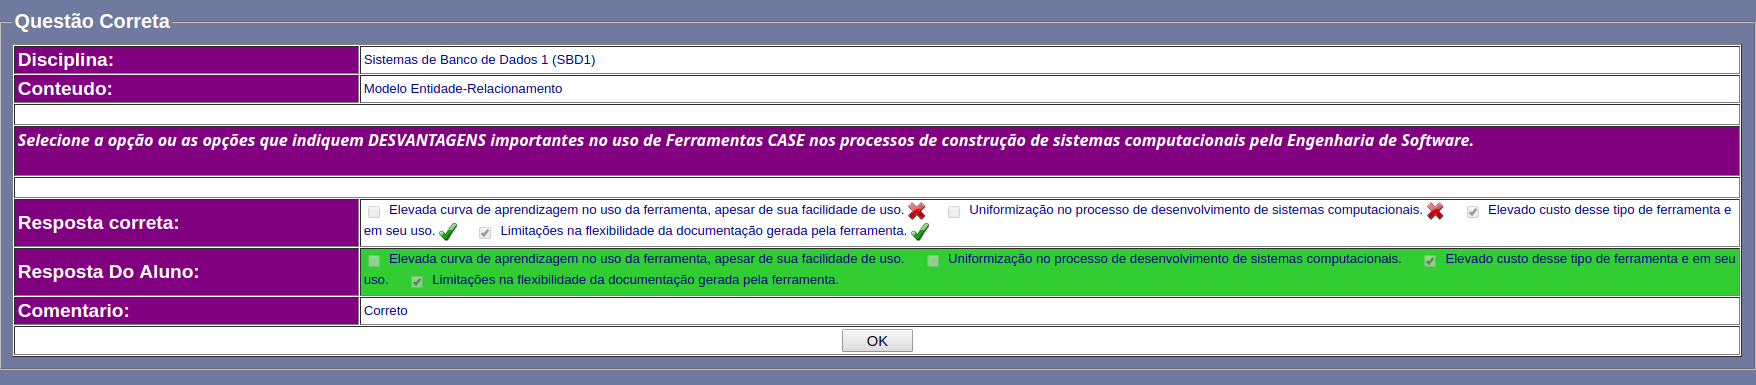 Questão Correta
Disciplina: Sistemas de Banco de Dados 1 (SBD1)
Conteudo: Modelo Entidade-Relacionamento
Selecione a opção ou as opções que indiquem DESVANTAGENS importantes no uso de Ferramentas CASE nos processos de construção de sistemas computacionais pela Engenharia de Software.
Resposta correta:
Elevada curva de aprendizagem no uso da ferramenta, apesar de sua facilidade de uso. Uniformização no processo de desenvolvimento de sistemas computacionais. Elevado custo desse tipo de ferramenta e
em seu uso. Limitações na flexibilidade da documentação gerada pela ferramenta.
Resposta Do Aluno:
Elevada curva de aprendizagem no uso da ferramenta, apesar de sua facilidade de uso. Uniformização no processo de desenvolvimento de sistemas computacionais. Elevado custo desse tipo de ferramenta e em seu
uso. Limitações na flexibilidade da documentação gerada pela ferramenta.
Comentario: Correto
OK